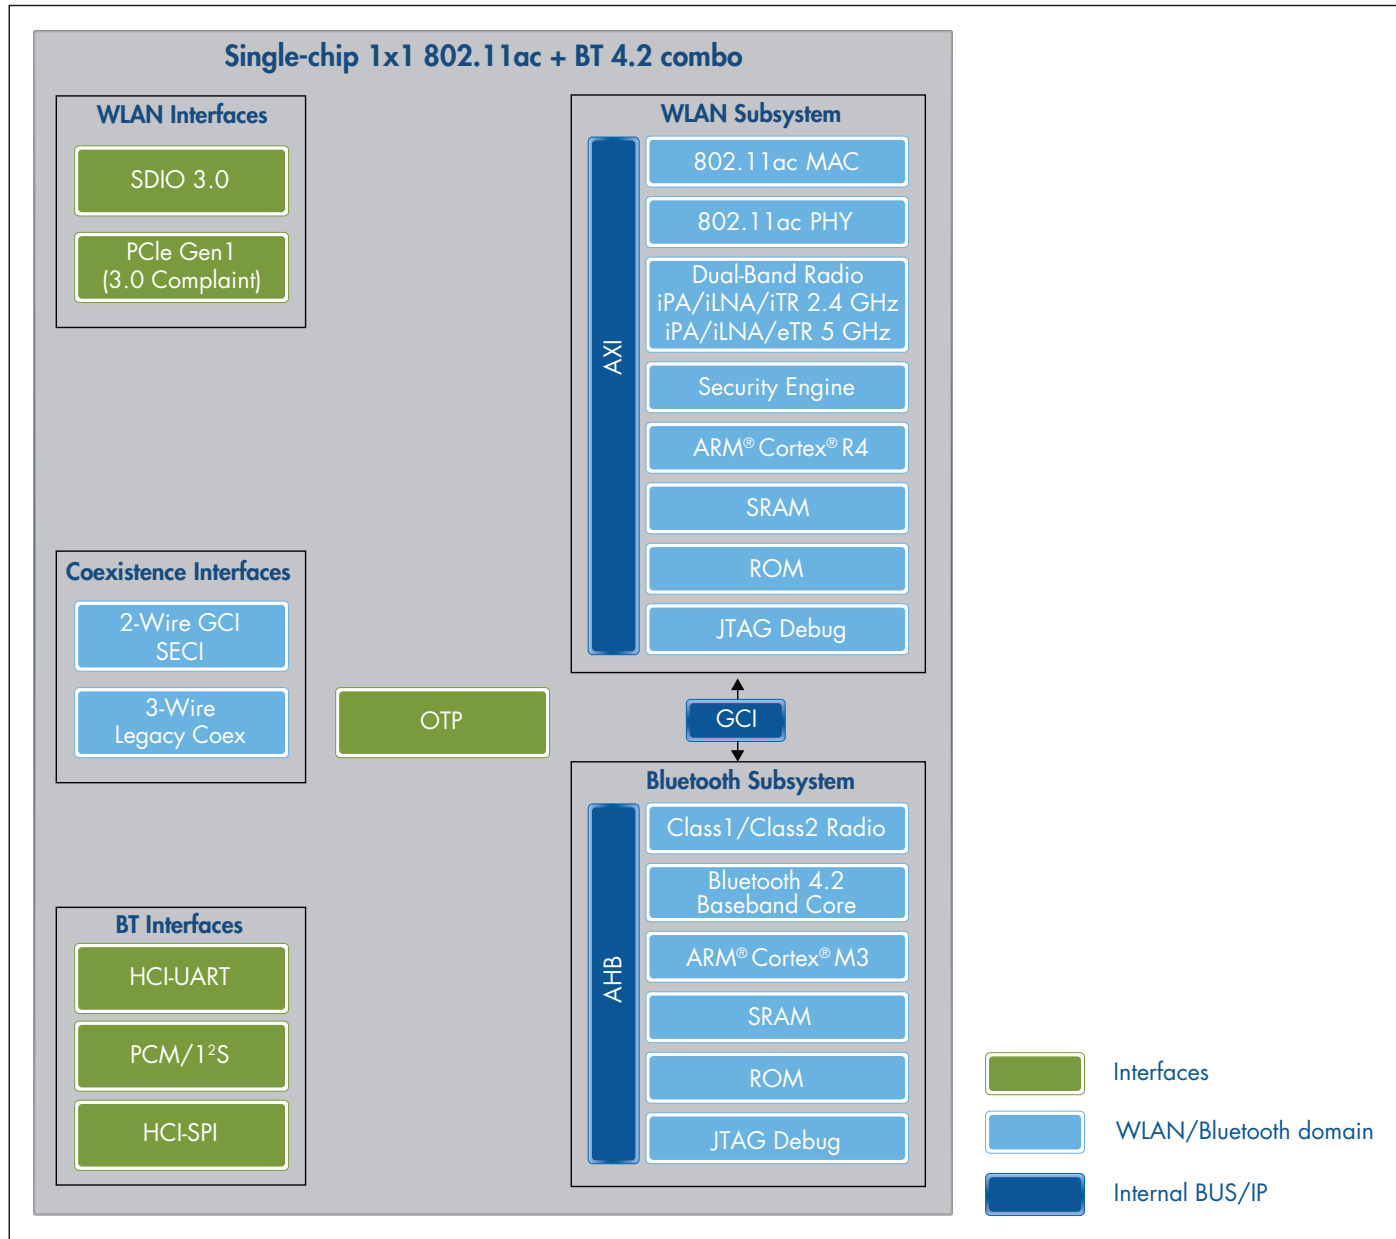 Single-chip 1x1 802.11ac + BT 4.2 combo
WLAN Interfaces
SDIO 3.0
PCle Gen1
(3.0 Complaint)
WLAN Subsystem
AXI
802.11ac MAC
802.11ac PHY
Dual-Band Radio
iPA/iLNA/iTR 2.4 GHz
iPA/iLNA/eTR 5 GHz
Security Engine
ARM® Cortex® R4
SRAM
ROM
JTAG Debug
Coexistence Interfaces
2-Wire GCI
SECI
3-Wire
Legacy Coex
OTP
GCI
Bluetooth Subsystem
AHB
Class1/Class2 Radio
Bluetooth 4.2
Baseband Core
ARM® Cortex® M3
SRAM
ROM
JTAG Debug
BT Interfaces
HCI-UART
PCM/1²S
HCI-SPI
Interfaces
WLAN/Bluetooth domain
Internal BUS/IP